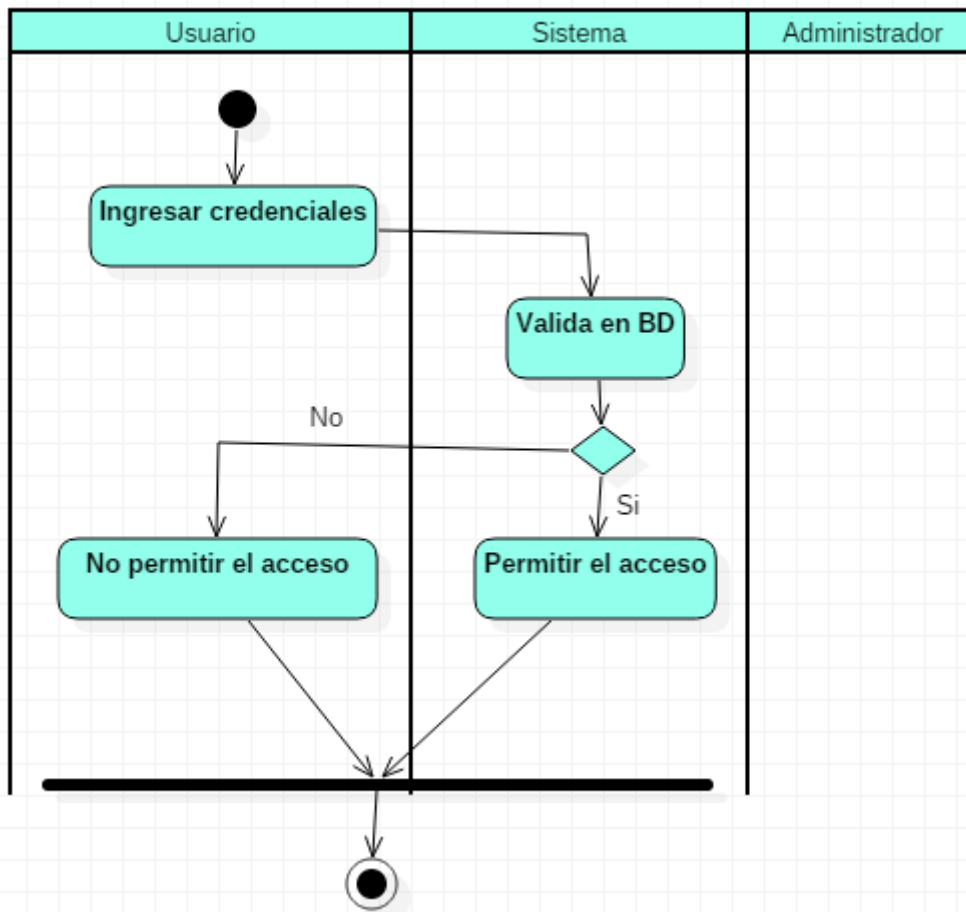 Usuario
Sistema
Administrador
Ingresar credenciales
Valida en BD
No
Si
No permitir el acceso
Permitir el acceso